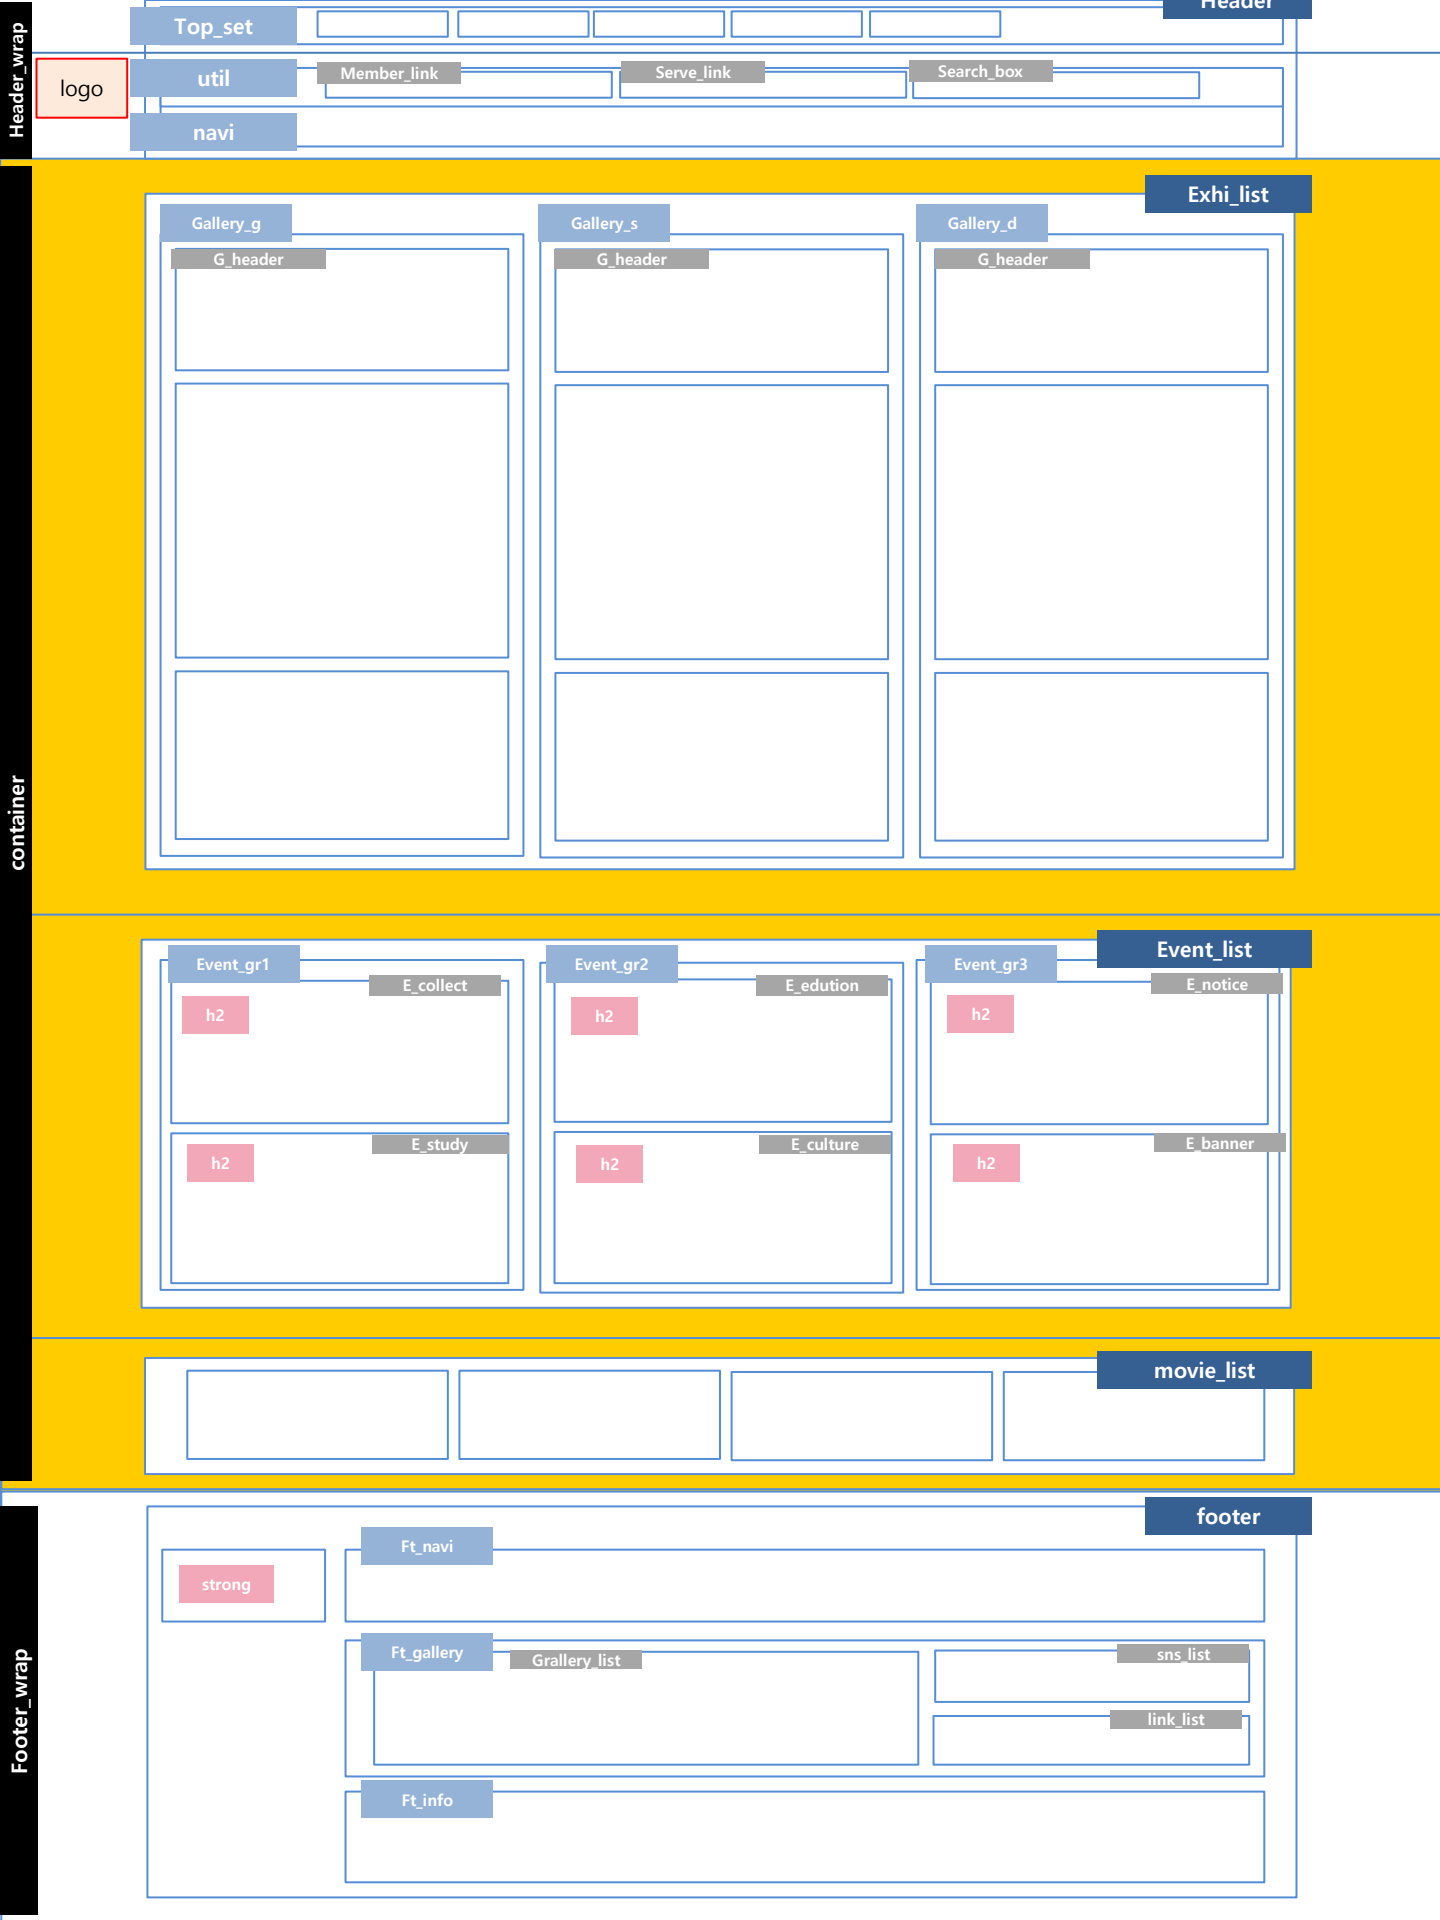 Header
Header_wrap
Top_set
logo
util
Member_link
Serve_link
Search_box
navi
container
Exhi_list
Gallery_g
Gallery_s
Gallery_d
G_header
G_header
G_header
Event_list
Event_gr1
Event_gr2
Event_gr3
E_collect
E_edution
E_notice
h2
h2
h2
E_study
E_culture
E_banner
h2
h2
h2
movie_list
Footer_wrap
footer
Ft_navi
strong
Ft_gallery
Grallery_list
sns_list
link_list
Ft_info